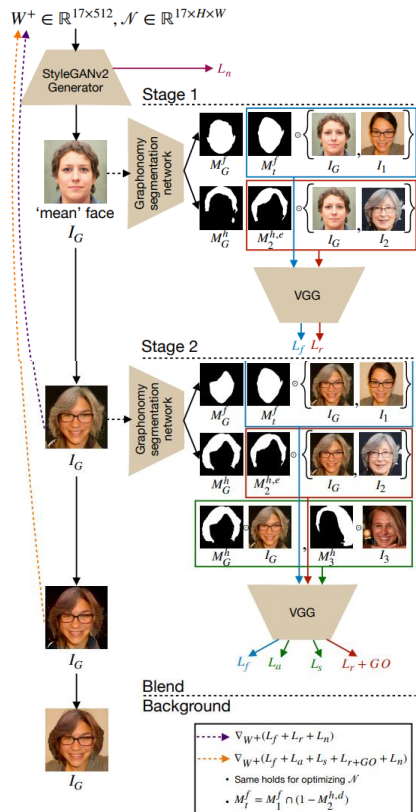 W⁺ ∈ ℝ^{17×512}, 𝒩 ∈ ℝ^{17×H×W}
StyleGANv2
Generator
L_n
Stage 1
'mean' face
I_G
Graphonomy
segmentation
network
M_G^f M_t^f ⊙ { I_G , I_1 }
M_G^h M_2^{h,e} ⊙ { I_G , I_2 }
VGG
L_f L_r
Stage 2
I_G
Graphonomy
segmentation
network
M_G^f M_t^f ⊙ { I_G , I_1 }
M_G^h M_2^{h,e} ⊙ { I_G , I_2 }
M_G^h ⊙ I_G , M_3^h ⊙ I_3
VGG
L_f L_a L_s L_r + GO
I_G
Blend
Background
I_G
∇_{W+}(L_f + L_r + L_n)
∇_{W+}(L_f + L_a + L_s + L_{r+GO} + L_n)
• Same holds for optimizing 𝒩
• M_t^f = M_1^f ∩ (1 − M_2^{h,d})